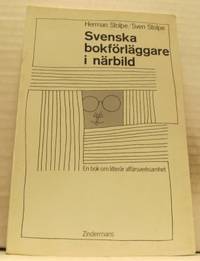 Herman Stolpe/Sven Stolpe
Svenska
bokförläggare
i närbild
En bok om litterär affärsverksamhet
Zindermans